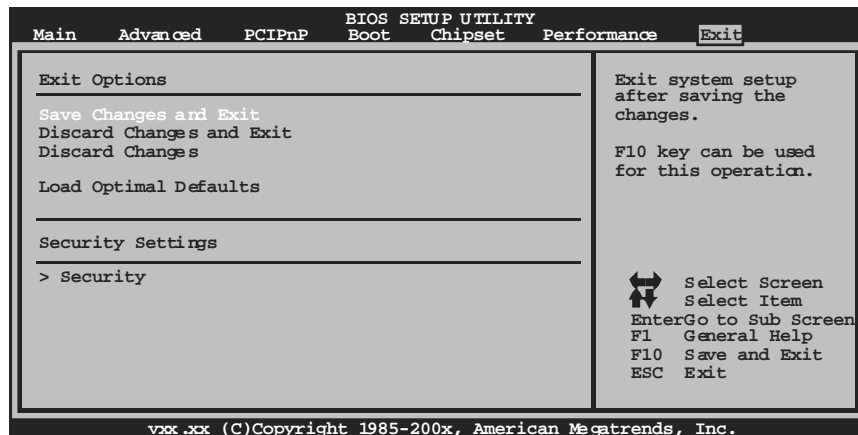 BIOS SETUP UTILITY
Main Advanced PCIPnP Boot Chipset Performance Exit
Exit Options
Save Changes and Exit
Discard Changes and Exit
Discard Changes
Load Optimal Defaults
Security Settings
> Security
Exit system setup
after saving the
changes.
F10 key can be used
for this operation.
Select Screen
Select Item
EnterGo to Sub Screen
F1 General Help
F10 Save and Exit
ESC Exit
vxx.xx (C)Copyright 1985-200x, American Megatrends, Inc.